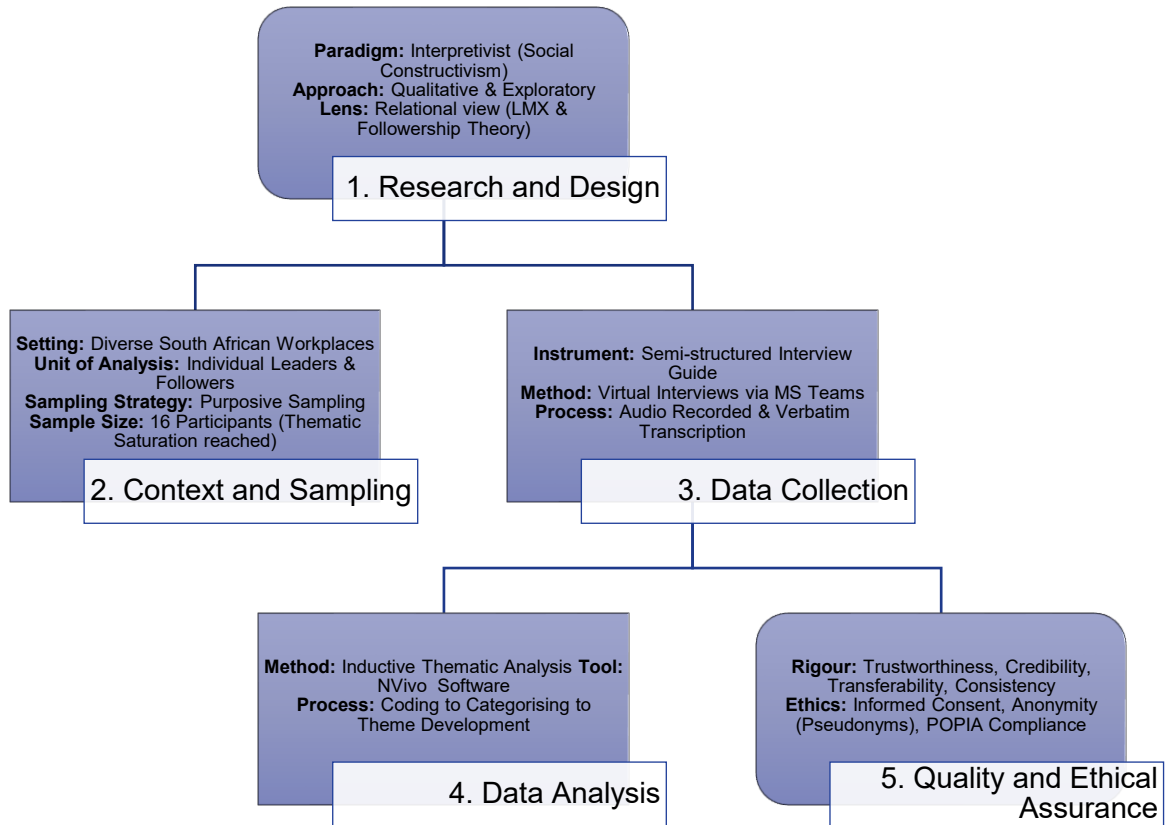 Paradigm: Interpretivist (Social
Constructivism)
Approach: Qualitative & Exploratory
Lens: Relational view (LMX &
Followership Theory)
1. Research and Design
Setting: Diverse South African Workplaces
Unit of Analysis: Individual Leaders &
Followers
Sampling Strategy: Purposive Sampling
Sample Size: 16 Participants (Thematic
Saturation reached)
2. Context and Sampling
Instrument: Semi-structured Interview
Guide
Method: Virtual Interviews via MS Teams
Process: Audio Recorded & Verbatim
Transcription
3. Data Collection
Method: Inductive Thematic Analysis Tool:
NVivo Software
Process: Coding to Categorising to
Theme Development
4. Data Analysis
Rigour: Trustworthiness, Credibility,
Transferability, Consistency
Ethics: Informed Consent, Anonymity
(Pseudonyms), POPIA Compliance
5. Quality and Ethical
Assurance